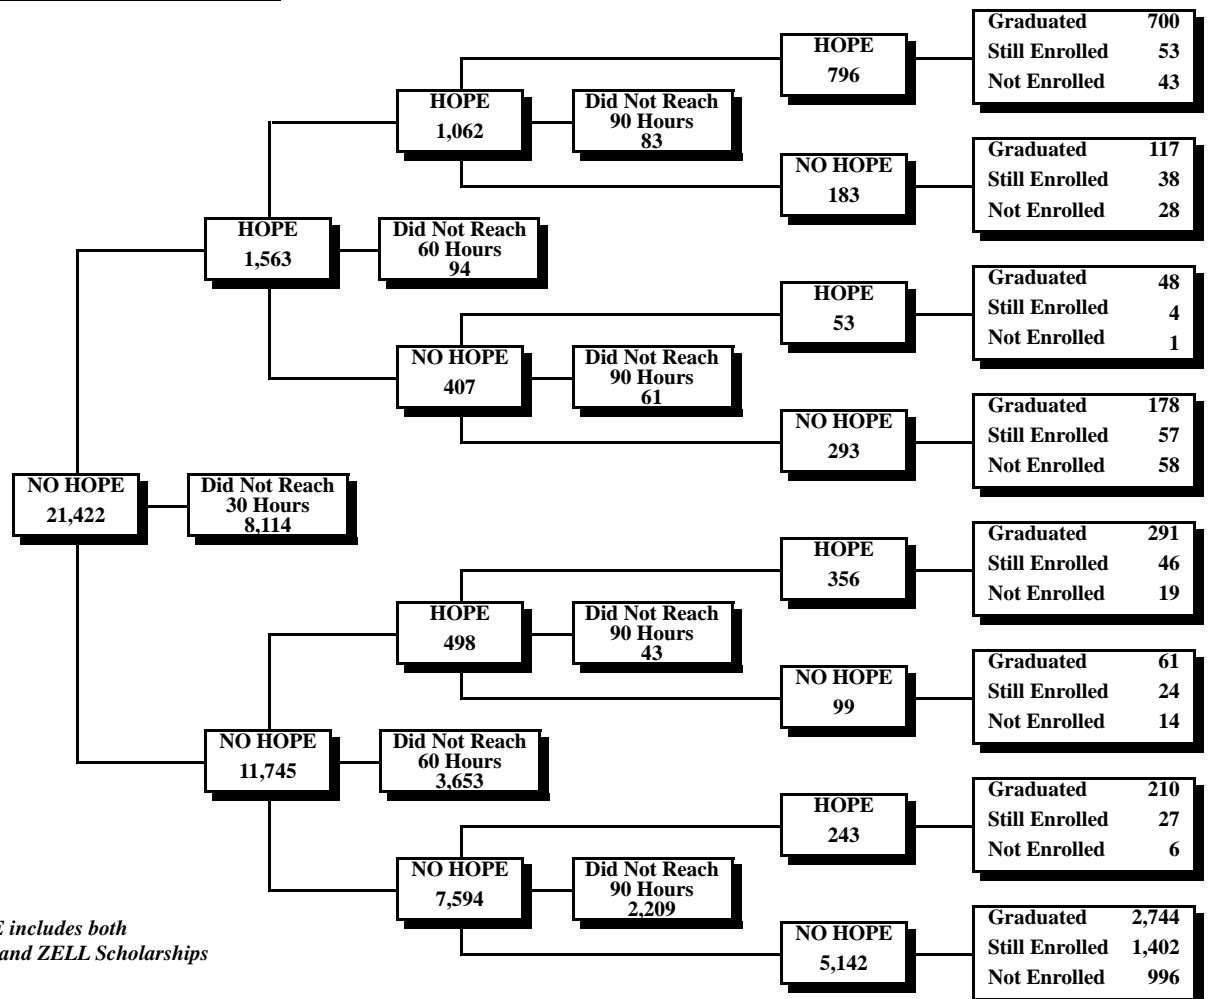 HOPE
796
Graduated 700
Still Enrolled 53
Not Enrolled 43
HOPE
1,062
Did Not Reach
90 Hours
83
NO HOPE
183
Graduated 117
Still Enrolled 38
Not Enrolled 28
HOPE
1,563
Did Not Reach
60 Hours
94
HOPE
53
Graduated 48
Still Enrolled 4
Not Enrolled 1
NO HOPE
407
Did Not Reach
90 Hours
61
NO HOPE
293
Graduated 178
Still Enrolled 57
Not Enrolled 58
NO HOPE
21,422
Did Not Reach
30 Hours
8,114
HOPE
356
Graduated 291
Still Enrolled 46
Not Enrolled 19
HOPE
498
Did Not Reach
90 Hours
43
NO HOPE
99
Graduated 61
Still Enrolled 24
Not Enrolled 14
NO HOPE
11,745
Did Not Reach
60 Hours
3,653
HOPE
243
Graduated 210
Still Enrolled 27
Not Enrolled 6
NO HOPE
7,594
Did Not Reach
90 Hours
2,209
NO HOPE
5,142
Graduated 2,744
Still Enrolled 1,402
Not Enrolled 996
E includes both
and ZELL Scholarships